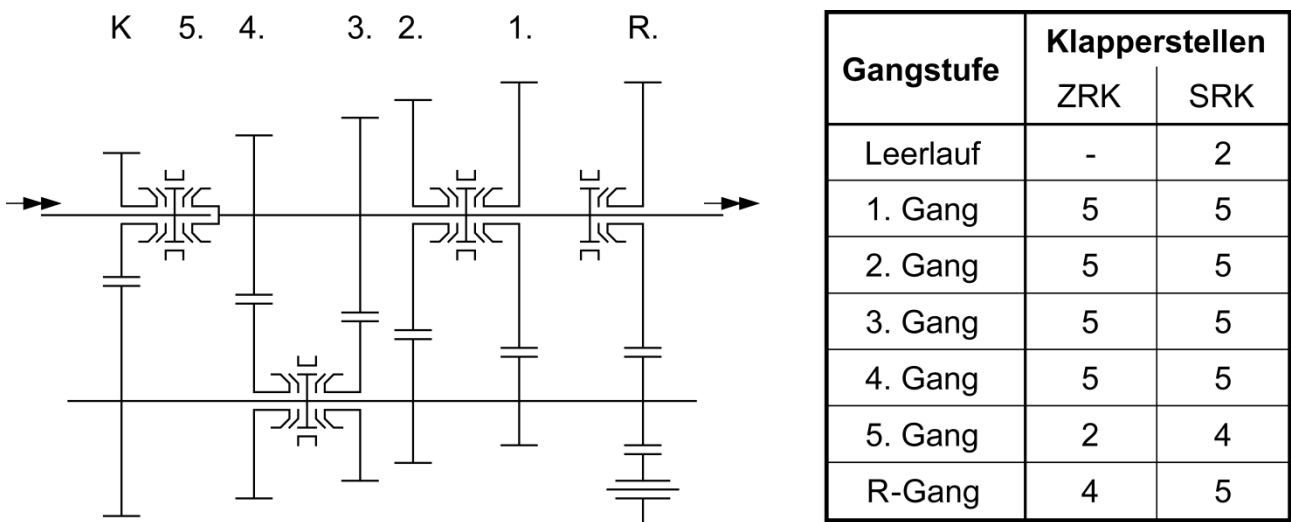 K 5. 4. 3. 2. 1. R.
Gangstufe Klapperstellen
ZRK SRK
Leerlauf - 2
1. Gang 5 5
2. Gang 5 5
3. Gang 5 5
4. Gang 5 5
5. Gang 2 4
R-Gang 4 5